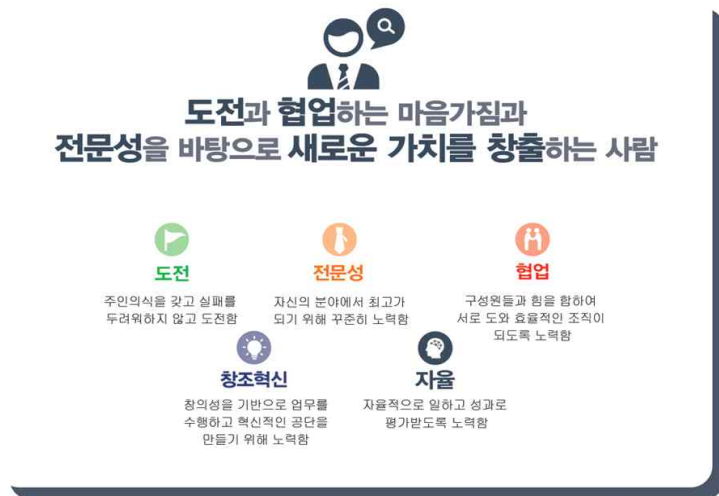 도전과 협업하는 마음가짐과
전문성을 바탕으로 새로운 가치를 창출하는 사람
도전
주인의식을 갖고 실패를
두려워하지 않고 도전함
전문성
자신의 분야에서 최고가
되기 위해 꾸준히 노력함
협업
구성원들과 힘을 합하여
서로 도와 효율적인 조직이
되도록 노력함
창조혁신
창의성을 기반으로 업무를
수행하고 혁신적인 공단을
만들기 위해 노력함
자율
자율적으로 일하고 성과로
평가받도록 노력함